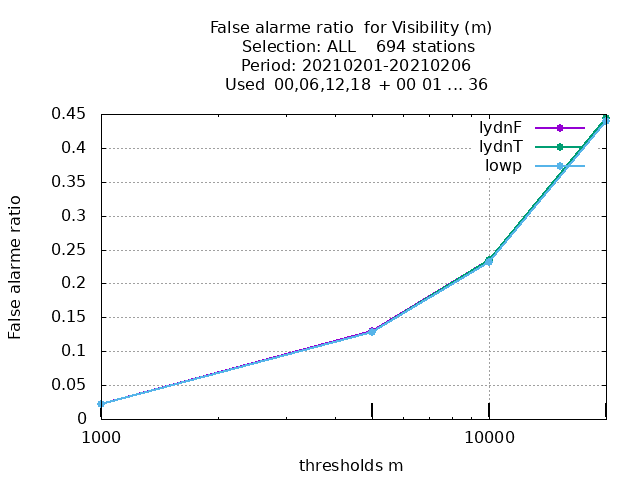 False alarme ratio  for Visibility (m)
Selection: ALL    694 stations
Period: 20210201-20210206
Used  00,06,12,18  + 00 01 ... 36
False alarme ratio
0.45
0.4
0.35
0.3
0.25
0.2
0.15
0.1
0.05
0
lydnF
lydnT
lowp
1000
10000
thresholds m